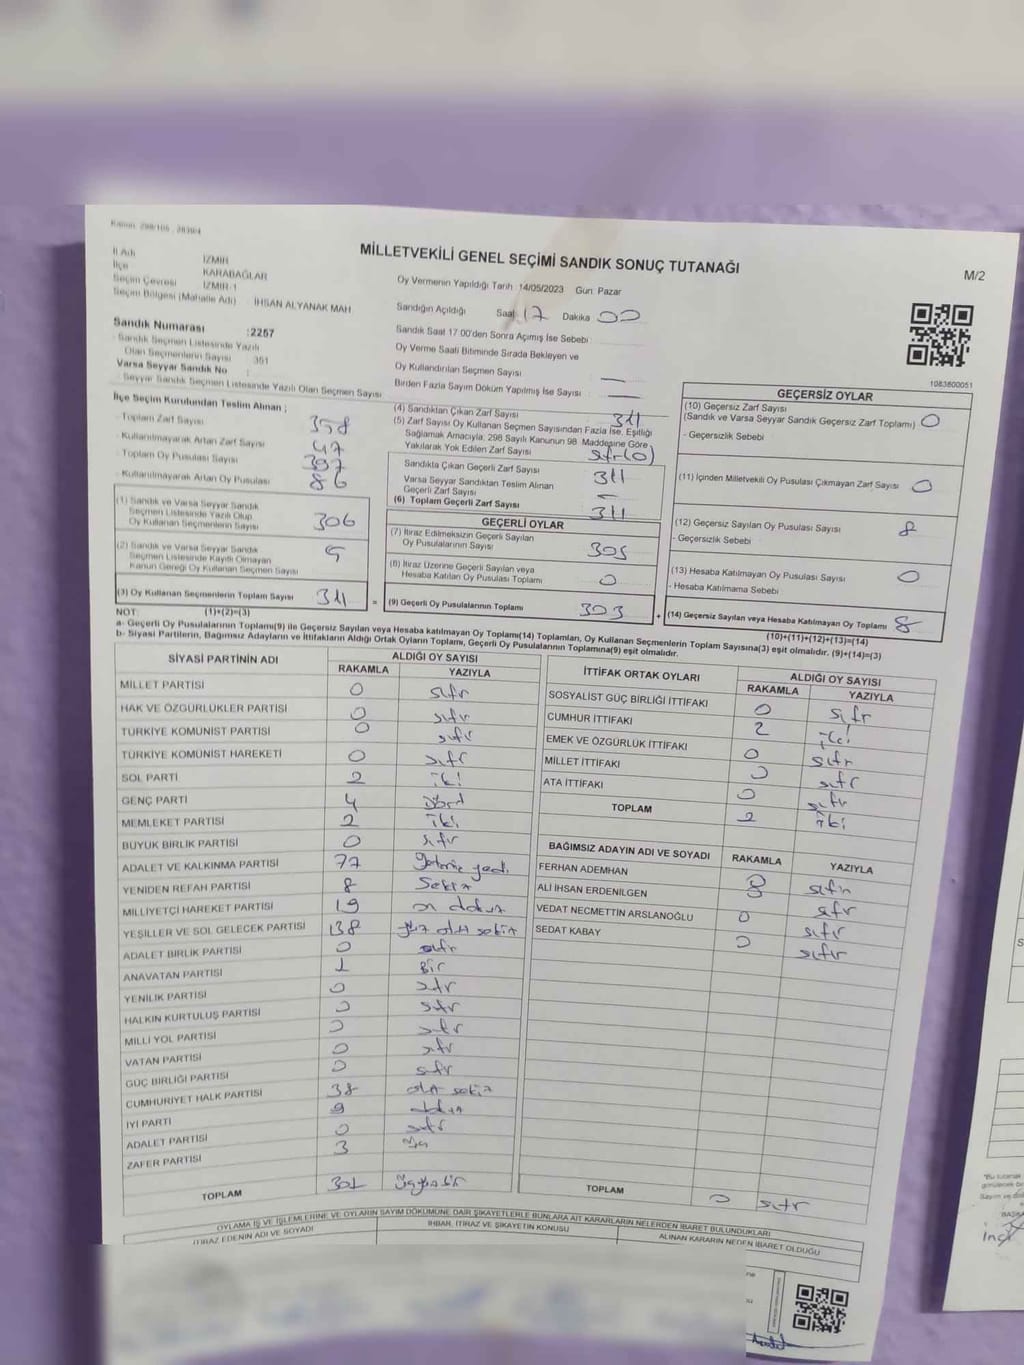 MİLLETVEKİLİ GENEL SEÇİMİ SANDIK SONUÇ TUTANAĞI
M/2
İl Adı İZMİR
İlçe KARABAĞLAR
Seçim Çevresi İZMİR-1
Seçim Bölgesi (Mahalle Adı) : İHSAN ALYANAK MAH
Oy Vermenin Yapıldığı Tarih :14/05/2023 Gün: Pazar
Sandığın Açıldığı Saat 17 Dakika 00
Sandık Saat 17:00'den Sonra Açılmış İse Sebebi
Oy Verme Saati Bitiminde Sırada Bekleyen ve
Oy Kullandırılan Seçmen Sayısı : —
Birden Fazla Sayım Döküm Yapılmış İse Sayısı : —
Sandık Numarası :2257
Sandık Seçmen Listesinde Yazılı
Olan Seçmenlerin Sayısı 351
Varsa Seyyar Sandık No :
Seyyar Sandık Seçmen Listesinde Yazılı Olan Seçmen Sayısı
1083800051
İlçe Seçim Kurulundan Teslim Alınan ;
Toplam Zarf Sayısı 358
Kullanılmayarak Artan Zarf Sayısı 47
Toplam Oy Pusulası Sayısı 397
Kullanılmayarak Artan Oy Pusulası 86
(1) Sandık ve Varsa Seyyar Sandık
Seçmen Listesinde Yazılı Olup
Oy Kullanan Seçmenlerin Sayısı 306
(2) Sandık ve Varsa Seyyar Sandık
Seçmen Listesinde Kayıtlı Olmayan
Kanun Gereği Oy Kullanan Seçmen Sayısı
(3) Oy Kullanan Seçmenlerin Toplam Sayısı 311 =
(4) Sandıktan Çıkan Zarf Sayısı 311
(5) Zarf Sayısı Oy Kullanan Seçmen Sayısından Fazla İse, Eşitliği
Sağlamak Amacıyla; 298 Sayılı Kanunun 98. Maddesine Göre
Yakılarak Yok Edilen Zarf Sayısı sıfır(0)
Sandıkta Çıkan Geçerli Zarf Sayısı 311
Varsa Seyyar Sandıktan Teslim Alınan
Geçerli Zarf Sayısı —
(6) Toplam Geçerli Zarf Sayısı 311
GEÇERLİ OYLAR
(7) İtiraz Edilmeksizin Geçerli Sayılan
Oy Pusulalarının Sayısı
(8) İtiraz Üzerine Geçerli Sayılan veya
Hesaba Katılan Oy Pusulası Toplamı 0
(9) Geçerli Oy Pusulalarının Toplamı 303 +
GEÇERSİZ OYLAR
(10) Geçersiz Zarf Sayısı 0
(Sandık ve Varsa Seyyar Sandık Geçersiz Zarf Toplamı)
- Geçersizlik Sebebi
(11) İçinden Milletvekili Oy Pusulası Çıkmayan Zarf Sayısı 0
(12) Geçersiz Sayılan Oy Pusulası Sayısı 8
- Geçersizlik Sebebi
(13) Hesaba Katılmayan Oy Pusulası Sayısı 0
- Hesaba Katılmama Sebebi
(14) Geçersiz Sayılan veya Hesaba Katılmayan Oy Toplamı 8
NOT: (1)+(2)=(3) (10)+(11)+(12)+(13)=(14)
a- Geçerli Oy Pusulalarının Toplamı(9) ile Geçersiz Sayılan veya Hesaba katılmayan Oy Toplamı(14) Toplamları, Oy Kullanan Seçmenlerin Toplam Sayısına(3) eşit olmalıdır. (9)+(14)=(3)
b- Siyasi Partilerin, Bağımsız Adayların ve İttifakların Aldığı Ortak Oyların Toplamı, Geçerli Oy Pusulalarının Toplamına(9) eşit olmalıdır.
SİYASİ PARTİNİN ADI ALDIĞI OY SAYISI
RAKAMLA YAZIYLA
MİLLET PARTİSİ 0 sıfır
HAK VE ÖZGÜRLÜKLER PARTİSİ 0 sıfır
TÜRKİYE KOMÜNİST PARTİSİ 0 sıfır
TÜRKİYE KOMÜNİST HAREKETİ 0 sıfır
SOL PARTİ 2 iki
GENÇ PARTİ 4 dört
MEMLEKET PARTİSİ 2 iki
BÜYÜK BİRLİK PARTİSİ 0 sıfır
ADALET VE KALKINMA PARTİSİ 77 yetmiş yedi
YENİDEN REFAH PARTİSİ 8 Sekiz
MİLLİYETÇİ HAREKET PARTİSİ 19 on dokuz
YEŞİLLER VE SOL GELECEK PARTİSİ 138 yüz otuz sekiz
ADALET BİRLİK PARTİSİ 0 sıfır
ANAVATAN PARTİSİ 1 Bir
YENİLİK PARTİSİ 0 sıfır
HALKIN KURTULUŞ PARTİSİ 0 sıfır
MİLLİ YOL PARTİSİ 0 sıfır
VATAN PARTİSİ 0 sıfır
GÜÇ BİRLİĞİ PARTİSİ 0 sıfır
CUMHURİYET HALK PARTİSİ 38 otuz sekiz
İYİ PARTİ 9 dokuz
ADALET PARTİSİ 0 sıfır
ZAFER PARTİSİ 3 üç
TOPLAM 301 üçyüzbir
İTTİFAK ORTAK OYLARI ALDIĞI OY SAYISI
RAKAMLA YAZIYLA
SOSYALİST GÜÇ BİRLİĞİ İTTİFAKI 0 sıfır
CUMHUR İTTİFAKI 2 iki
EMEK VE ÖZGÜRLÜK İTTİFAKI 0 sıfır
MİLLET İTTİFAKI 0 sıfır
ATA İTTİFAKI 0 sıfır
TOPLAM 2 iki
BAĞIMSIZ ADAYIN ADI VE SOYADI RAKAMLA YAZIYLA
FERHAN ADEMHAN 0 sıfır
ALİ İHSAN ERDENİLGEN 0 sıfır
VEDAT NECMETTİN ARSLANOĞLU 0 sıfır
SEDAT KABAY 0 sıfır
TOPLAM 0 sıfır
OYLAMA İŞ VE İŞLEMLERİNE VE OYLARIN SAYIM DÖKÜMÜNE DAİR ŞİKAYETLERLE BUNLARA AİT KARARLARIN NELERDEN İBARET BULUNDUKLARI
İTİRAZ EDENİN ADI VE SOYADI İHBAR, İTİRAZ VE ŞİKAYETİN KONUSU ALINAN KARARIN NEDEN İBARET OLDUĞU